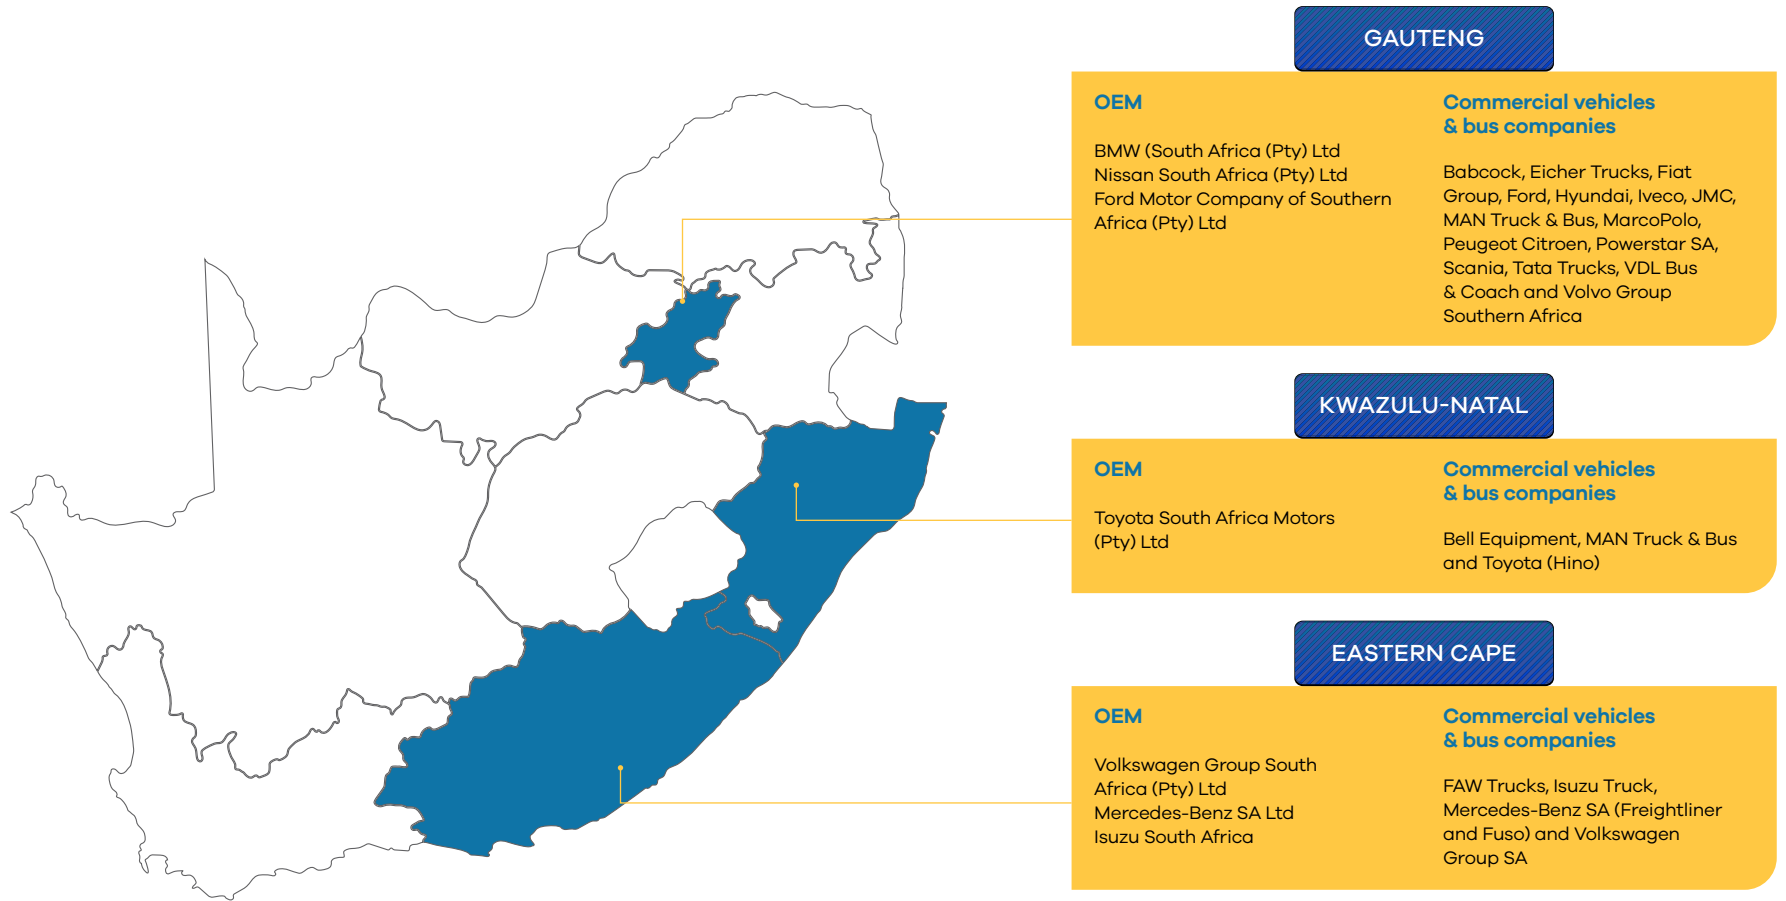 GAUTENG
OEM
BMW (South Africa (Pty) Ltd
Nissan South Africa (Pty) Ltd
Ford Motor Company of Southern
Africa (Pty) Ltd
Commercial vehicles
& bus companies
Babcock, Eicher Trucks, Fiat
Group, Ford, Hyundai, Iveco, JMC,
MAN Truck & Bus, MarcoPolo,
Peugeot Citroen, Powerstar SA,
Scania, Tata Trucks, VDL Bus
& Coach and Volvo Group
Southern Africa
KWAZULU-NATAL
OEM
Toyota South Africa Motors
(Pty) Ltd
Commercial vehicles
& bus companies
Bell Equipment, MAN Truck & Bus
and Toyota (Hino)
EASTERN CAPE
OEM
Volkswagen Group South
Africa (Pty) Ltd
Mercedes-Benz SA Ltd
Isuzu South Africa
Commercial vehicles
& bus companies
FAW Trucks, Isuzu Truck,
Mercedes-Benz SA (Freightliner
and Fuso) and Volkswagen
Group SA